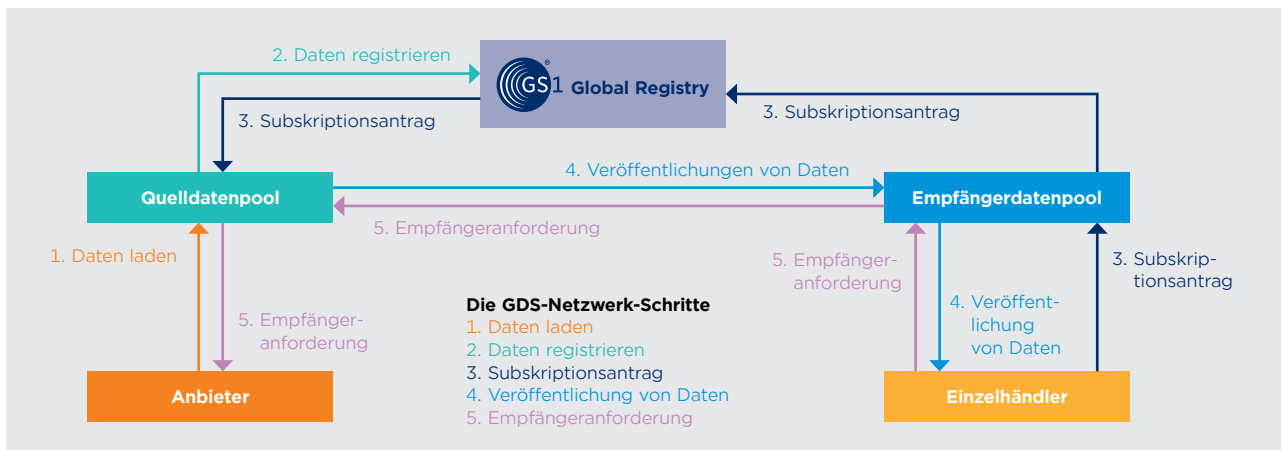 2. Daten registrieren
GS1 ® Global Registry
3. Subskriptionsantrag
3. Subskriptionsantrag
4. Veröffentlichungen von Daten
Quelldatenpool
Empfängerdatenpool
5. Empfängeranforderung
1. Daten laden
5. Empfänger-
anforderung
3. Subskrip-
tionsantrag
5. Empfänger-
anforderung
4. Veröffent-
lichung
von Daten
Die GDS-Netzwerk-Schritte
1. Daten laden
2. Daten registrieren
3. Subskriptionsantrag
4. Veröffentlichung von Daten
5. Empfängeranforderung
Anbieter
Einzelhändler